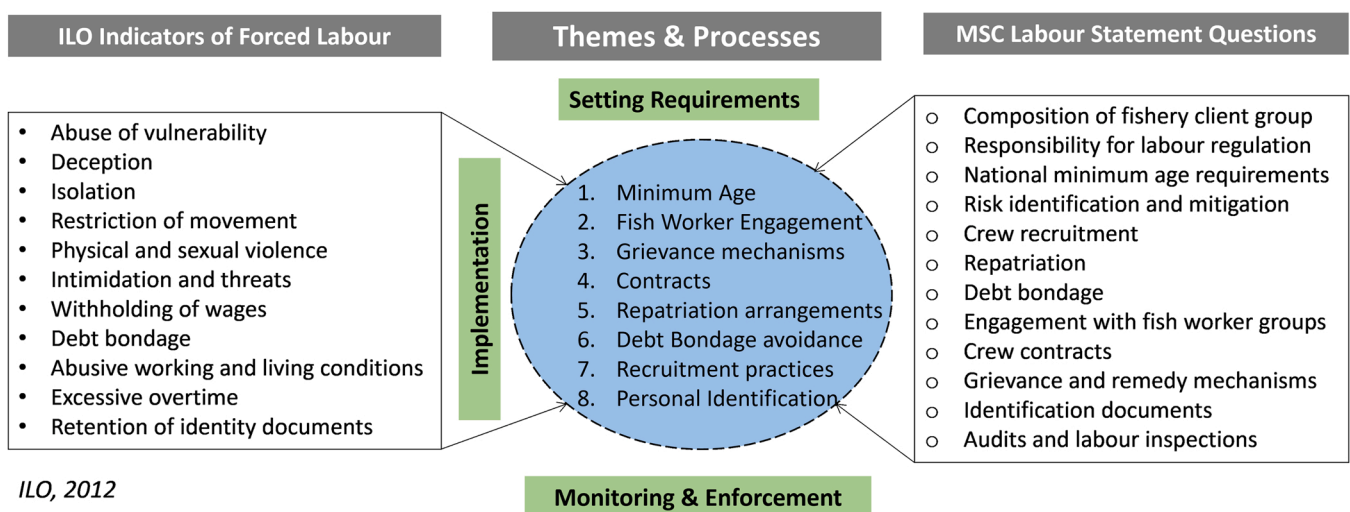 ILO Indicators of Forced Labour
• Abuse of vulnerability
• Deception
• Isolation
• Restriction of movement
• Physical and sexual violence
• Intimidation and threats
• Withholding of wages
• Debt bondage
• Abusive working and living conditions
• Excessive overtime
• Retention of identity documents
ILO, 2012
Themes & Processes
Setting Requirements
Implementation
1. Minimum Age
2. Fish Worker Engagement
3. Grievance mechanisms
4. Contracts
5. Repatriation arrangements
6. Debt Bondage avoidance
7. Recruitment practices
8. Personal Identification
Monitoring & Enforcement
MSC Labour Statement Questions
o Composition of fishery client group
o Responsibility for labour regulation
o National minimum age requirements
o Risk identification and mitigation
o Crew recruitment
o Repatriation
o Debt bondage
o Engagement with fish worker groups
o Crew contracts
o Grievance and remedy mechanisms
o Identification documents
o Audits and labour inspections